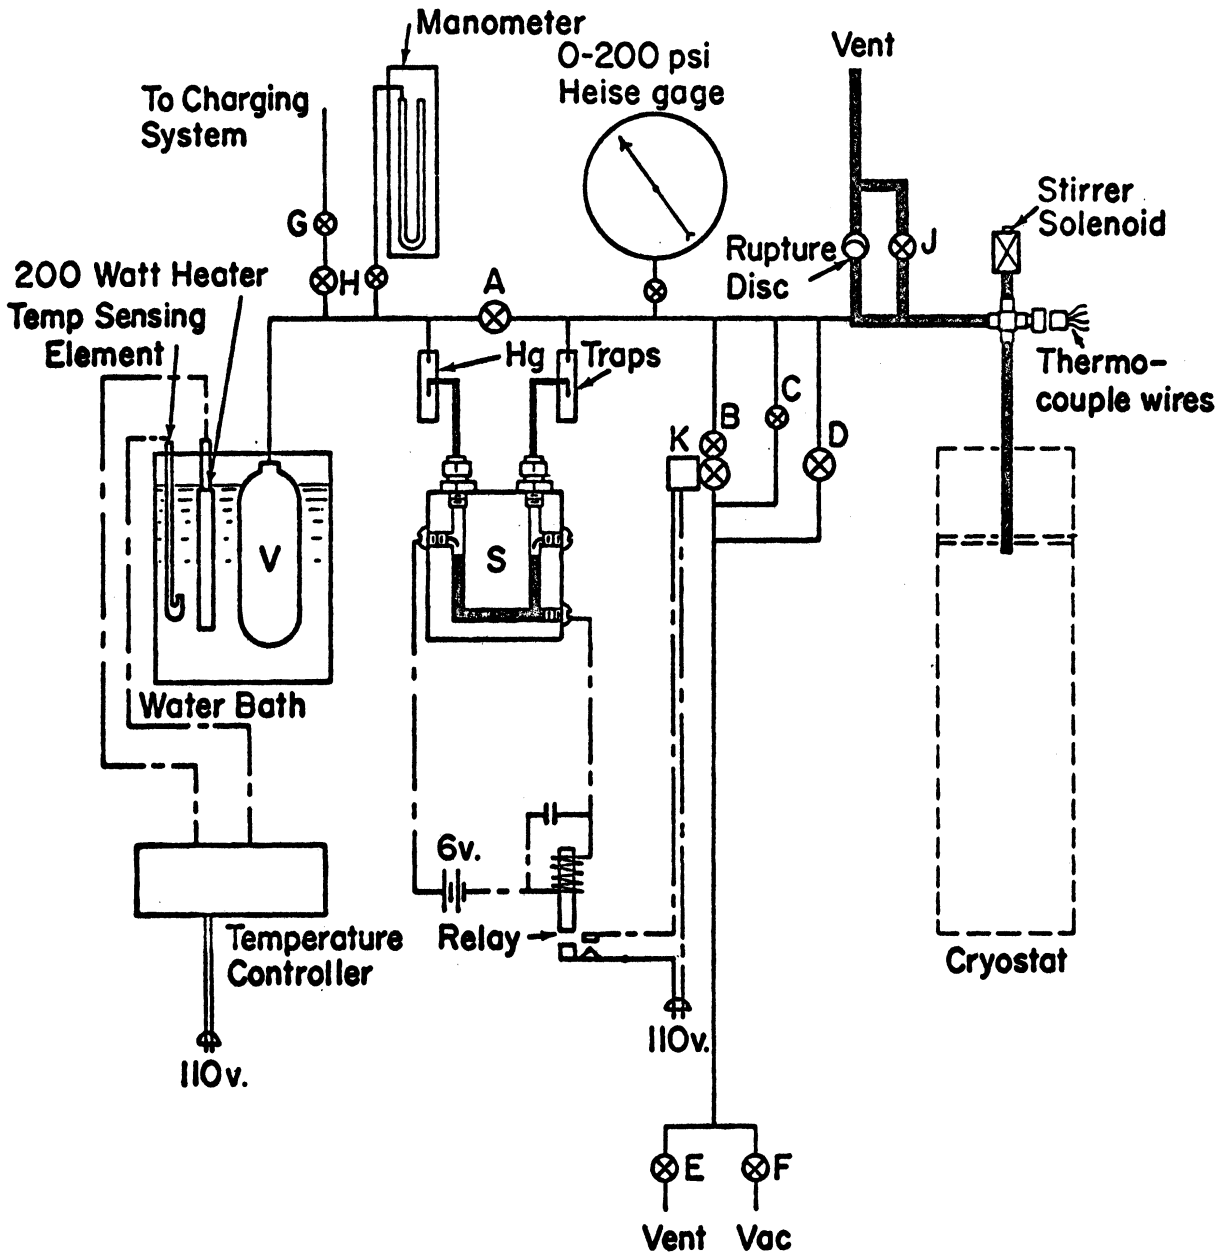 Manometer
0-200 psi
Heise gage
Vent
To Charging
System
Stirrer
Solenoid
G
J
Rupture
Disc
200 Watt Heater
H
A
Temp Sensing
Element
Hg Traps
Thermo-
couple wires
C
B
K
D
V
S
Water Bath
6v.
Relay
Temperature
Controller
Cryostat
110v.
110v.
E
F
Vent
Vac